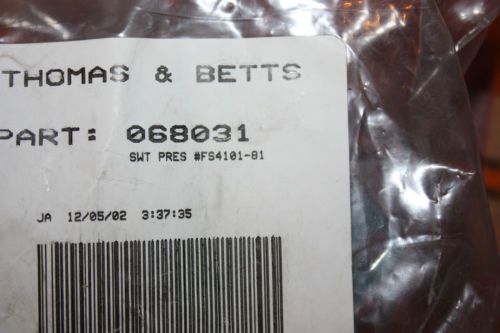 THOMAS & BETTS
PART: 068031
SWT PRES #FS4101-81
JA 12/05/02 3:37:35